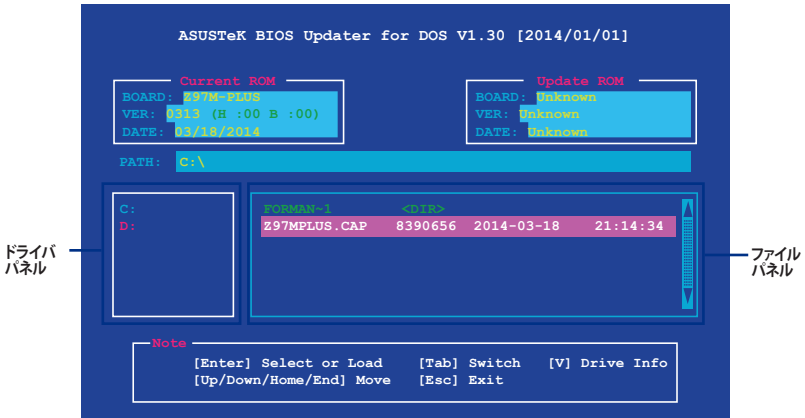 ASUSTeK BIOS Updater for DOS V1.30 [2014/01/01]
Current ROM
BOARD: Z97M-PLUS
VER: 0313 (H :00 B :00)
DATE: 03/18/2014
Update ROM
BOARD: Unknown
VER: Unknown
DATE: Unknown
PATH: C:\
C:
D:
FORMAN~1 <DIR>
Z97MPLUS.CAP 8390656 2014-03-18 21:14:34
ドライバ
パネル
ファイル
パネル
Note
[Enter] Select or Load [Tab] Switch [V] Drive Info
[Up/Down/Home/End] Move [Esc] Exit